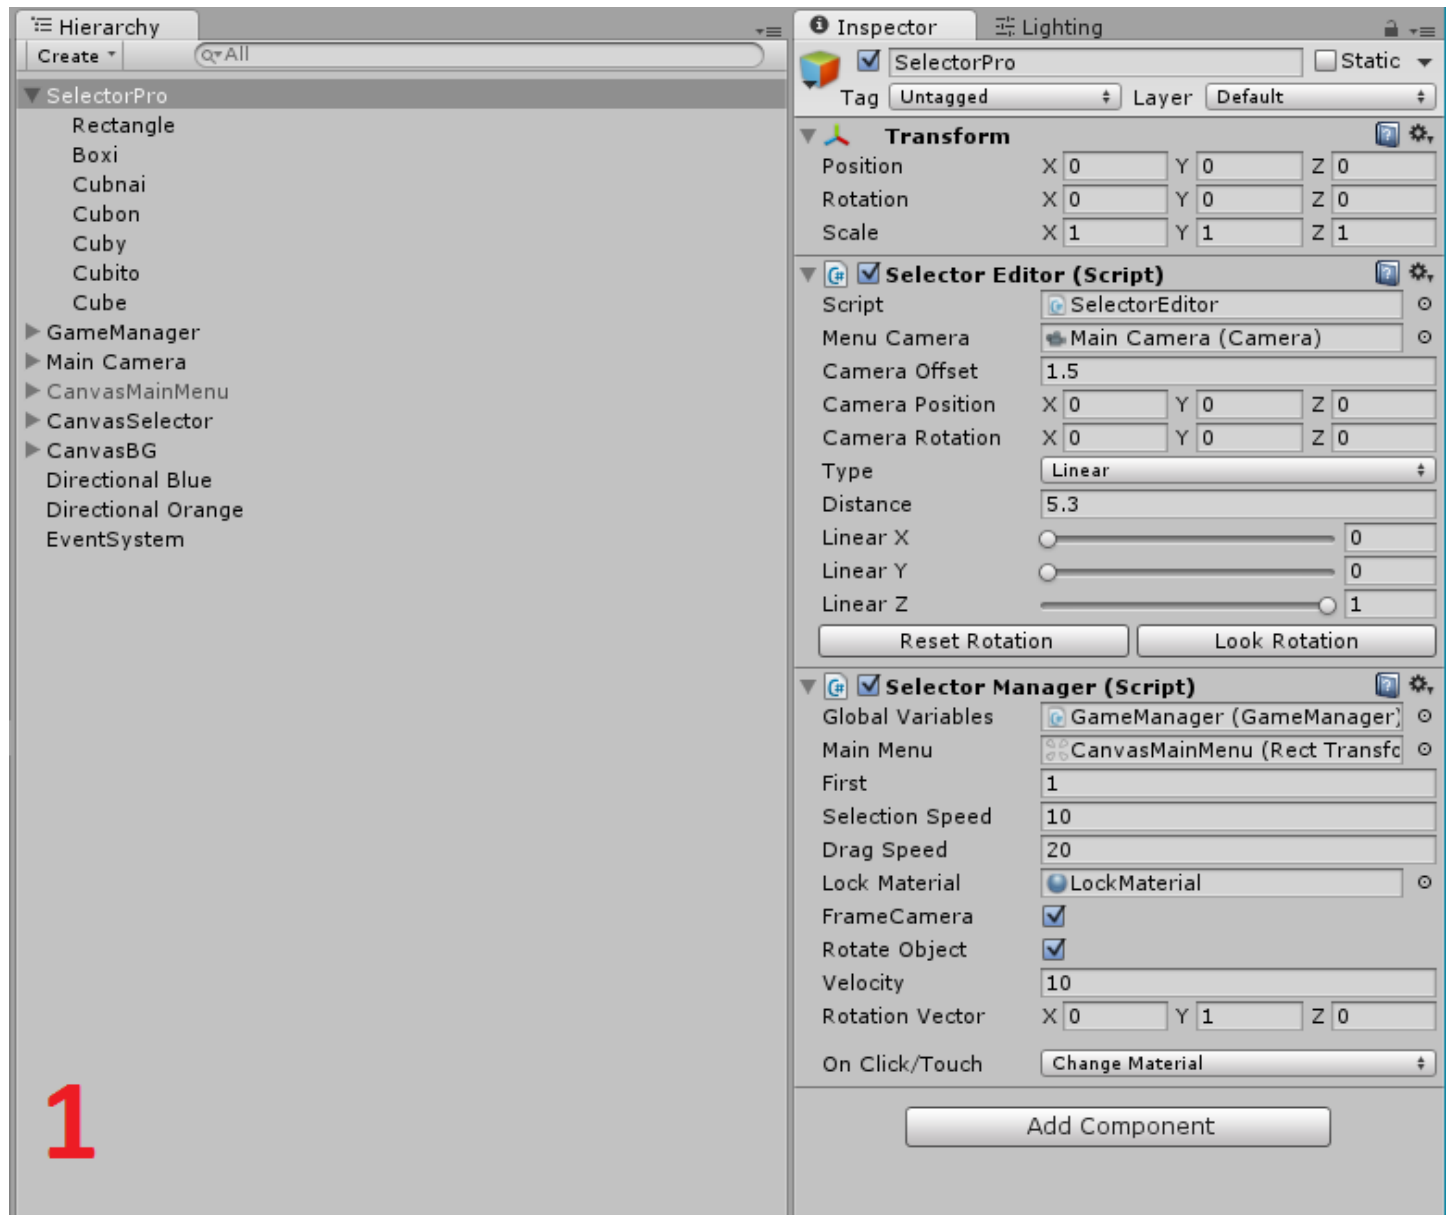 Hierarchy
Create
All
SelectorPro
Rectangle
Boxi
Cubnai
Cubon
Cuby
Cubito
Cube
GameManager
Main Camera
CanvasMainMenu
CanvasSelector
CanvasBG
Directional Blue
Directional Orange
EventSystem
1
Inspector Lighting
SelectorPro Static
Tag Untagged Layer Default
Transform
Position X 0 Y 0 Z 0
Rotation X 0 Y 0 Z 0
Scale X 1 Y 1 Z 1
Selector Editor (Script)
Script SelectorEditor
Menu Camera Main Camera (Camera)
Camera Offset 1.5
Camera Position X 0 Y 0 Z 0
Camera Rotation X 0 Y 0 Z 0
Type Linear
Distance 5.3
Linear X 0
Linear Y 0
Linear Z 1
Reset Rotation Look Rotation
Selector Manager (Script)
Global Variables GameManager (GameManager)
Main Menu CanvasMainMenu (Rect Transfo
First 1
Selection Speed 10
Drag Speed 20
Lock Material LockMaterial
FrameCamera
Rotate Object
Velocity 10
Rotation Vector X 0 Y 1 Z 0
On Click/Touch Change Material
Add Component